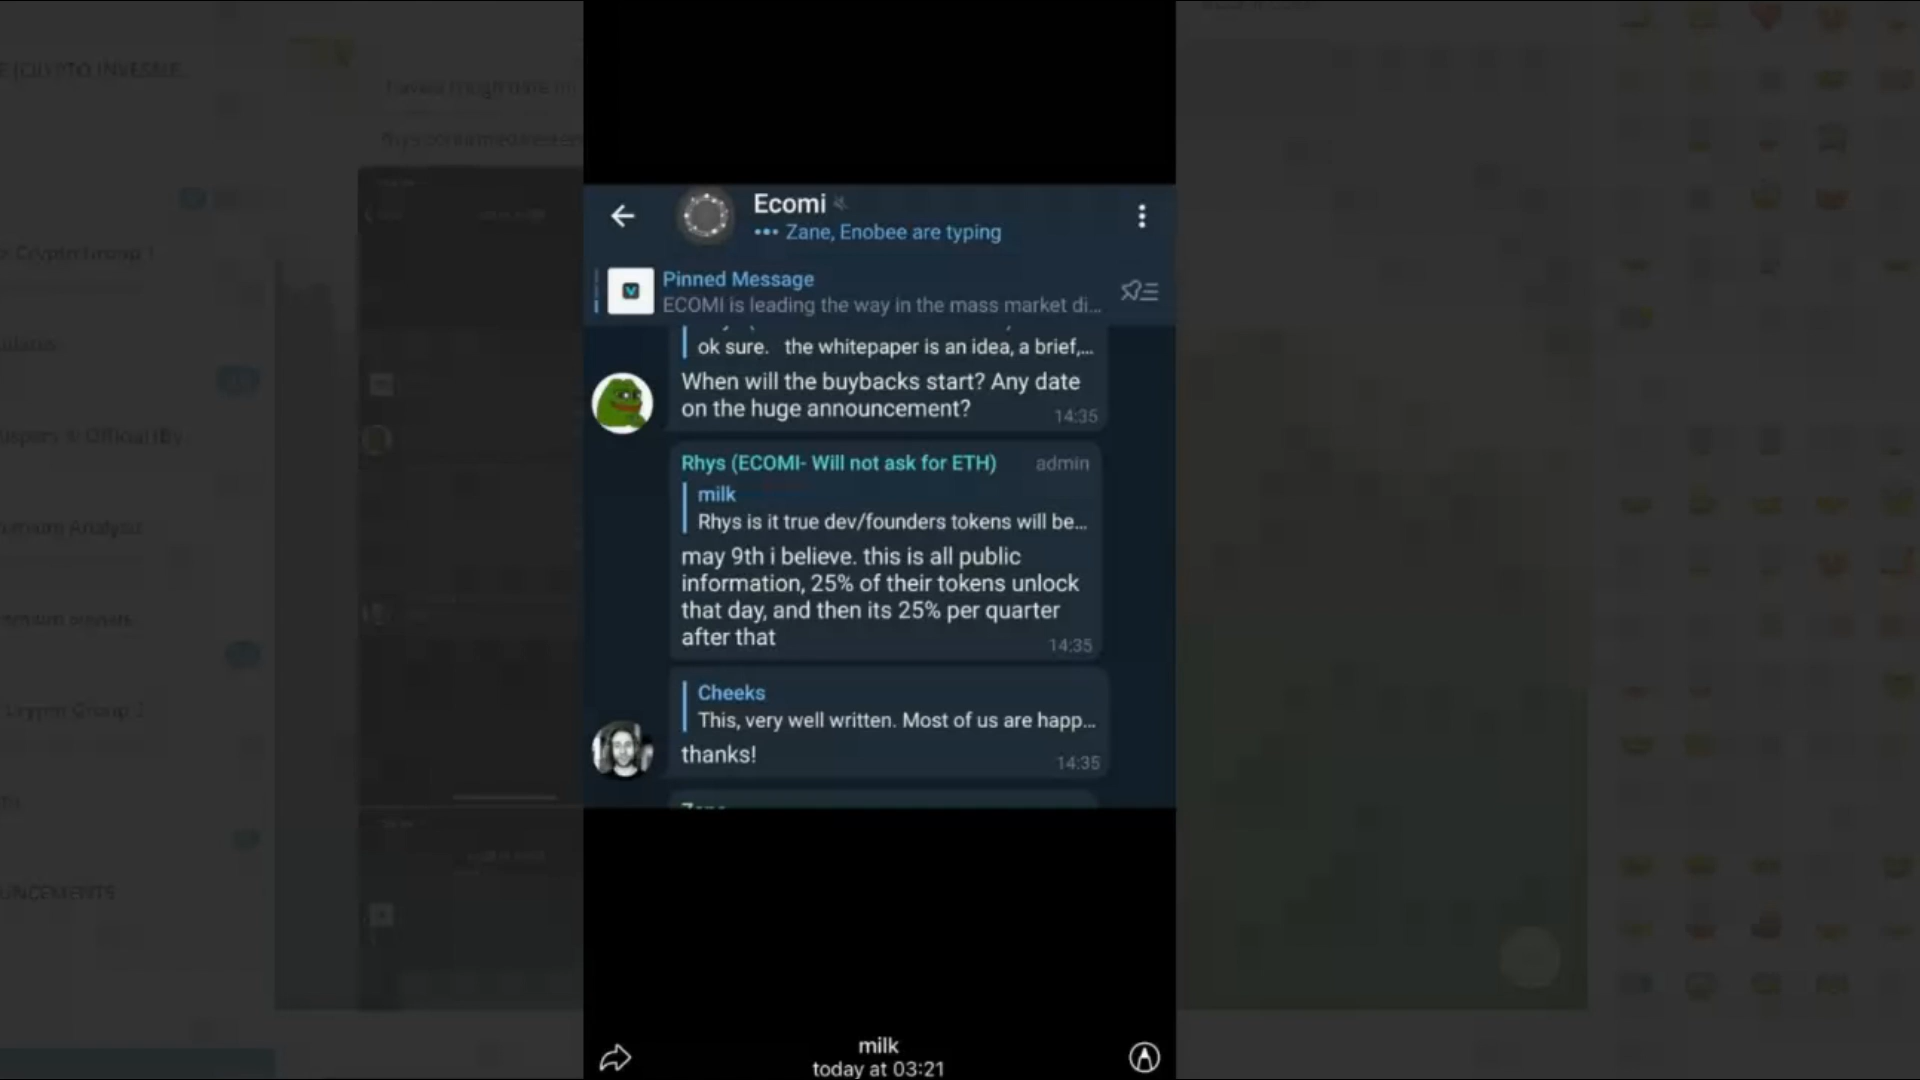 Ecomi
Zane, Enobee are typing
Pinned Message
ECOMI is leading the way in the mass market di...
ok sure. the whitepaper is an idea, a brief,...
When will the buybacks start? Any date
on the huge announcement?
14:35
Rhys (ECOMI- Will not ask for ETH) admin
milk
Rhys is it true dev/founders tokens will be...
may 9th i believe. this is all public
information, 25% of their tokens unlock
that day, and then its 25% per quarter
after that
14:35
Cheeks
This, very well written. Most of us are happ...
thanks!
14:35
milk
today at 03:21